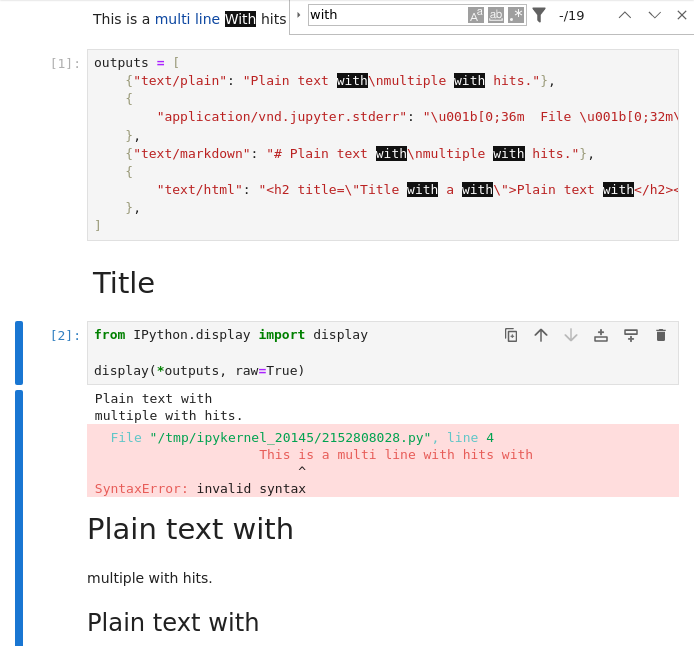 This is a multi line With hits
with
-/19
[1]:
outputs = [
{"text/plain": "Plain text with\nmultiple with hits."},
{
"application/vnd.jupyter.stderr": "\u001b[0;36m  File \u001b[0;32m\
},
{"text/markdown": "# Plain text with\nmultiple with hits."},
{
"text/html": "<h2 title=\"Title with a with\">Plain text with</h2><
},
]
Title
[2]:
from IPython.display import display
display(*outputs, raw=True)
Plain text with
multiple with hits.
File "/tmp/ipykernel_20145/2152808028.py", line 4
This is a multi line with hits with
^
SyntaxError: invalid syntax
Plain text with
multiple with hits.
Plain text with